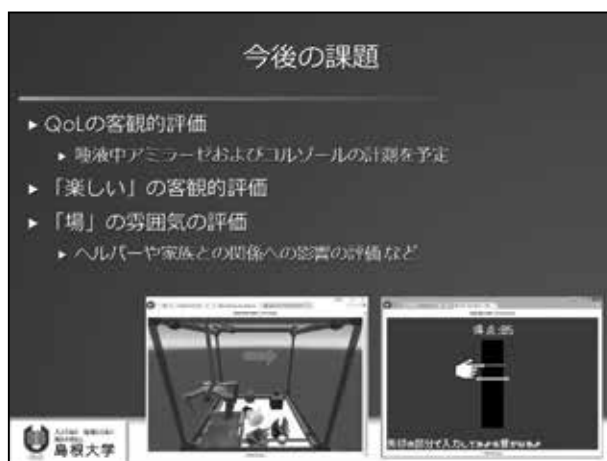 今後の課題
▸ QoLの客観的評価
▸ 唾液中アミラーゼおよびコルゾールの計測を予定
▸ 「楽しい」の客観的評価
▸ 「場」の雰囲気の評価
▸ ヘルパーや家族との関係への影響の評価など
得点:85
島根大学